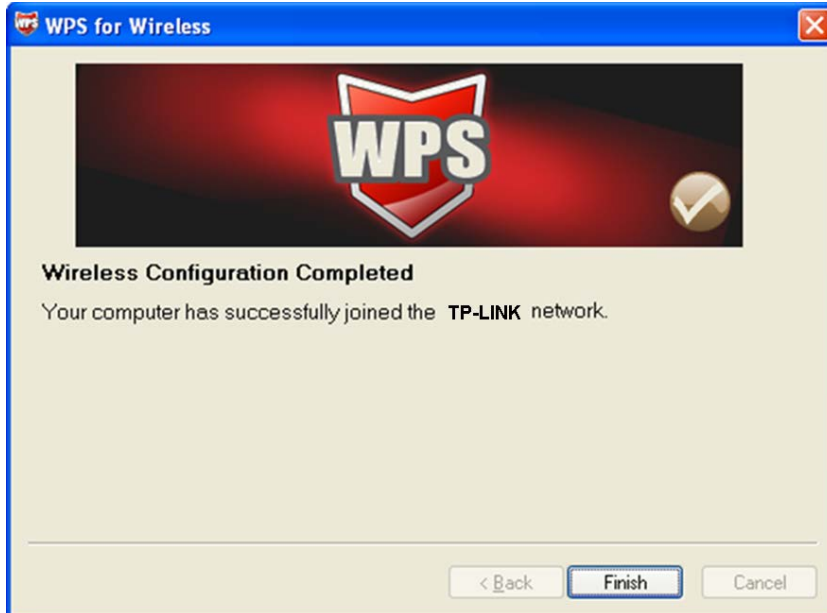 WPS for Wireless
WPS
Wireless Configuration Completed
Your computer has successfully joined the TP-LINK network.
< Back
Finish
Cancel